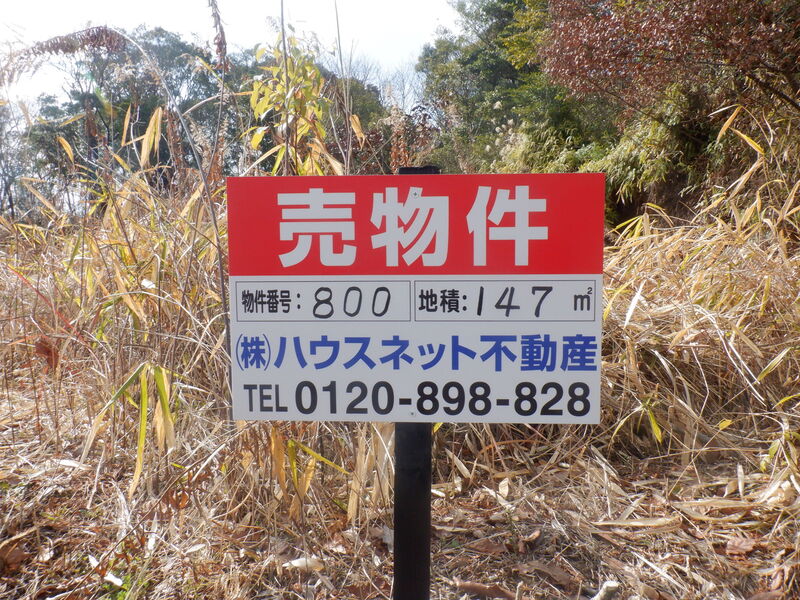 売物件
物件番号: 800 地積: 147 ㎡
㈱ハウスネット不動産
TEL 0120-898-828